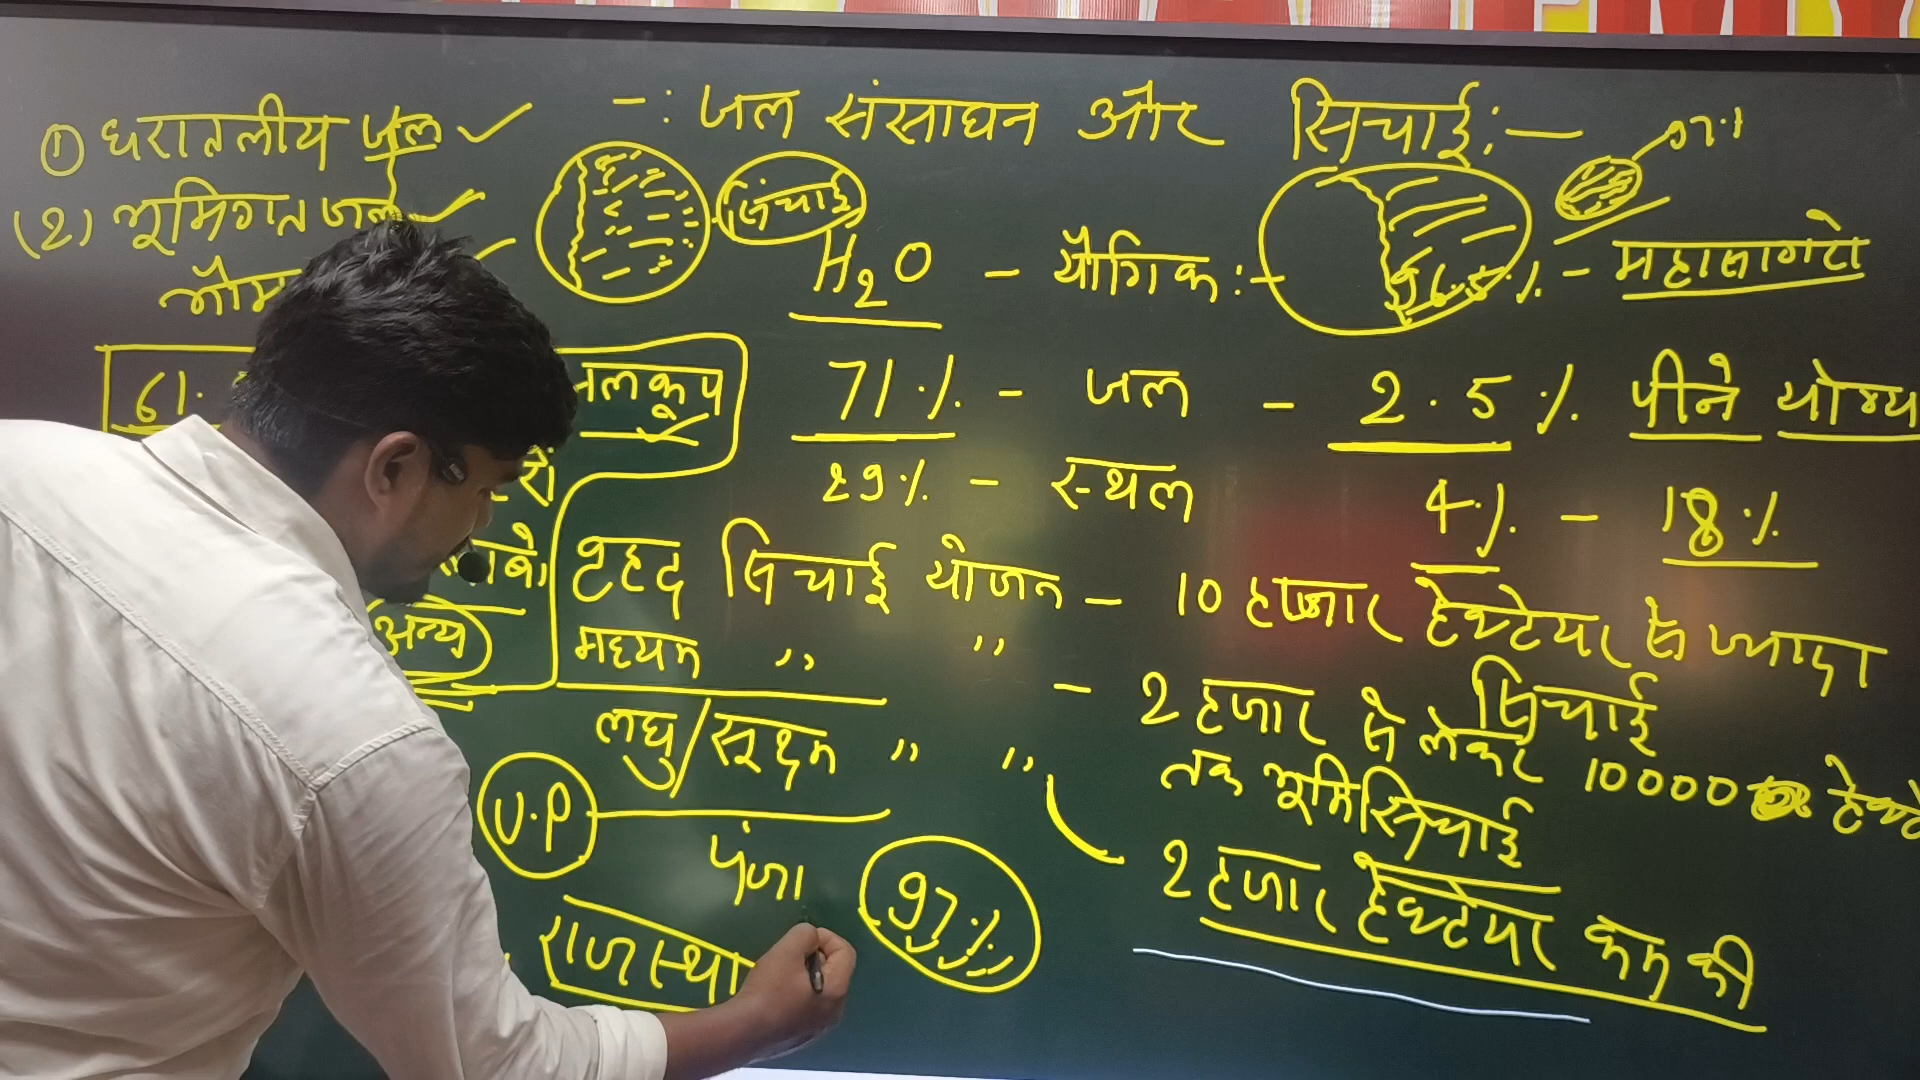 -: जल संसाधन और सिंचाई:—
① धरातलीय जल
(2) भूमिगत जल
भौम
सिंचाई
97%
H₂O - यौगिक:-
96.5% - महासागरो
61.
नलकूप
71% - जल - 2.5% पीने योग्य
29% - स्थल
4% - 18%
अन्य
वृहद सिंचाई योजन - 10 हजार हेक्टेयर से ज्यादा
सिंचाई
मध्यम " "
- 2 हजार से लेकर 10000
तक भूमि सिंचाई
लघु/सूक्ष्म " "
2 हजार हेक्टेयर कम की
U.P
पंजा
97%
राजस्था